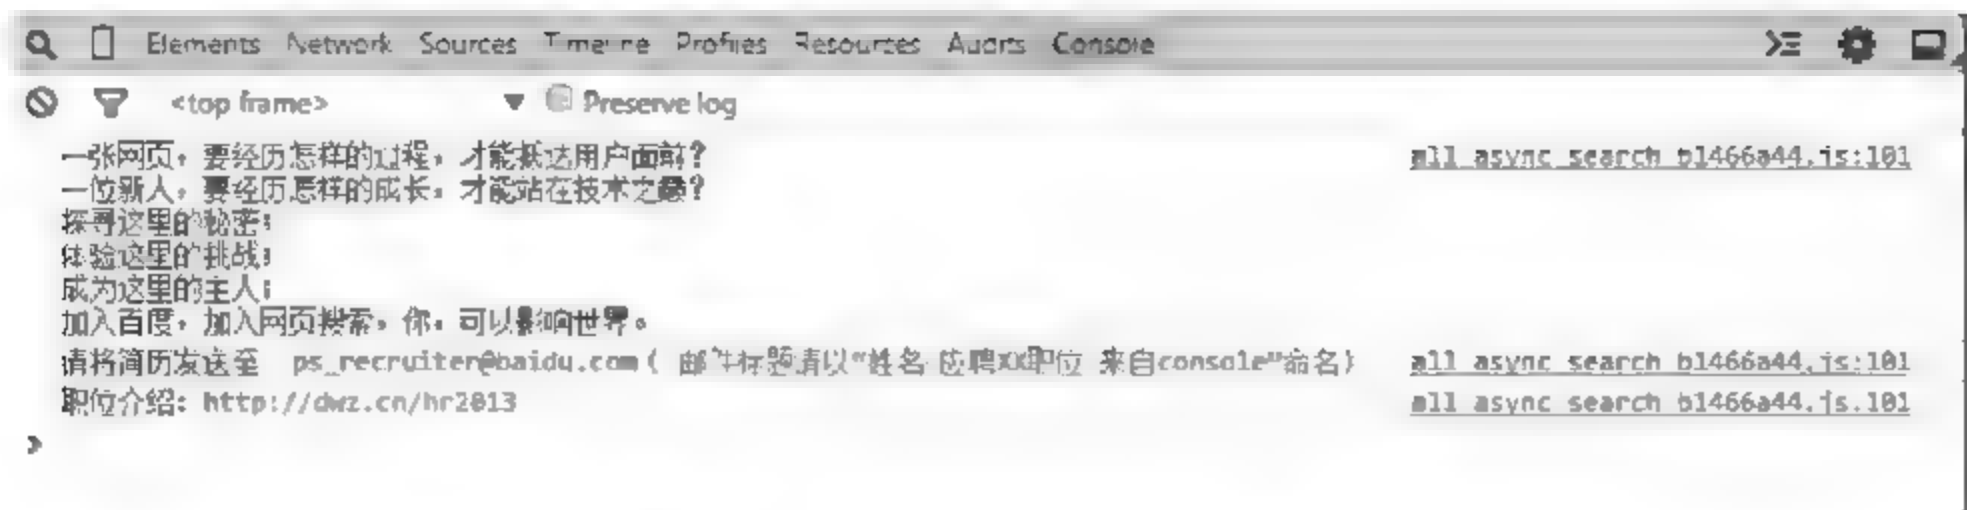 Elements Network Sources Timeline Profiles Resources Audits Console
<top frame> Preserve log
一张网页，要经历怎样的过程，才能抵达用户面前？ all_async_search_b1466a44.js:101
一位新人，要经历怎样的成长，才能站在技术之巅？
探寻这里的秘密；
体验这里的挑战；
成为这里的主人；
加入百度，加入网页搜索，你，可以影响世界。
请将简历发送至 ps_recruiter@baidu.com（ 邮件标题请以“姓名-应聘XX职位-来自console”命名） all_async_search_b1466a44.js:101
职位介绍：http://dwz.cn/hr2013 all_async_search_b1466a44.js:101